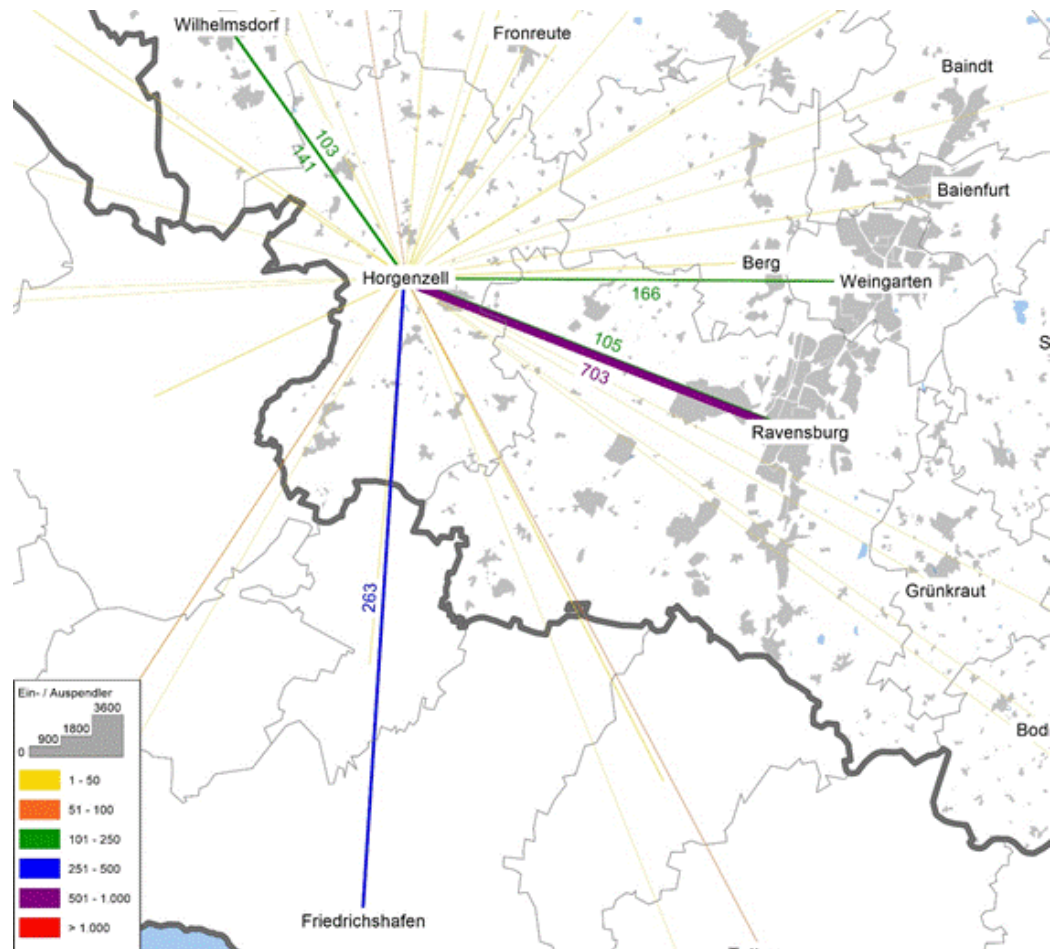 Wilhelmsdorf
Fronreute
Baindt
103
141
Baienfurt
Berg
Horgenzell
Weingarten
166
105
703
Ravensburg
Grünkraut
263
Friedrichshafen
Ein- / Auspendler
3600
1800
900
0
1 - 50
51 - 100
101 - 250
251 - 500
501 - 1.000
> 1.000